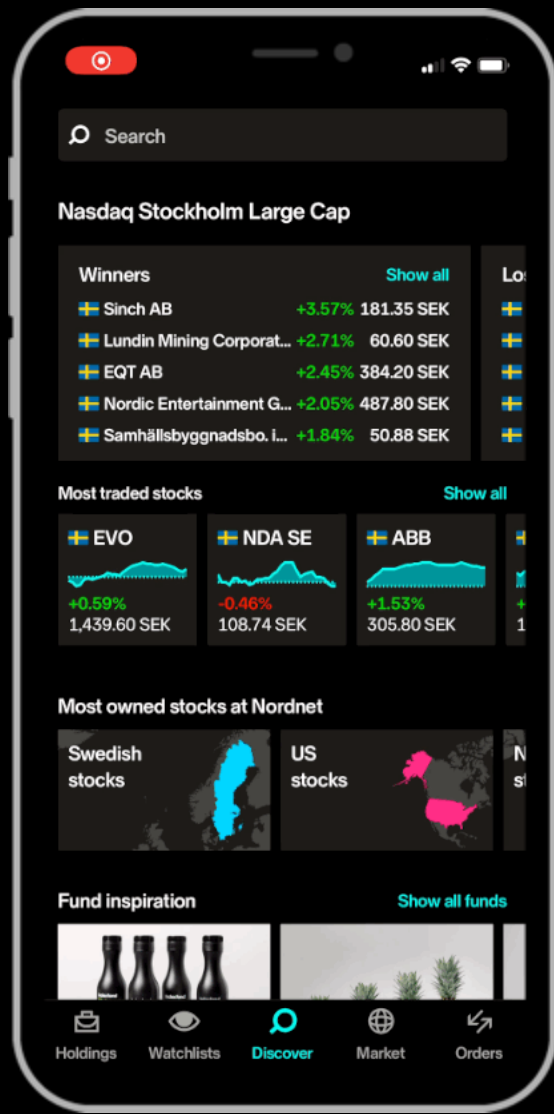 Search
Nasdaq Stockholm Large Cap
Winners Show all
Sinch AB +3.57% 181.35 SEK
Lundin Mining Corporat... +2.71% 60.60 SEK
EQT AB +2.45% 384.20 SEK
Nordic Entertainment G... +2.05% 487.80 SEK
Samhällsbyggnadsbo. i... +1.84% 50.88 SEK
Los
Most traded stocks Show all
EVO
+0.59%
1,439.60 SEK
NDA SE
-0.46%
108.74 SEK
ABB
+1.53%
305.80 SEK
+
1
Most owned stocks at Nordnet
Swedish
stocks
US
stocks
N
st
Fund inspiration Show all funds
Holdings Watchlists Discover Market Orders